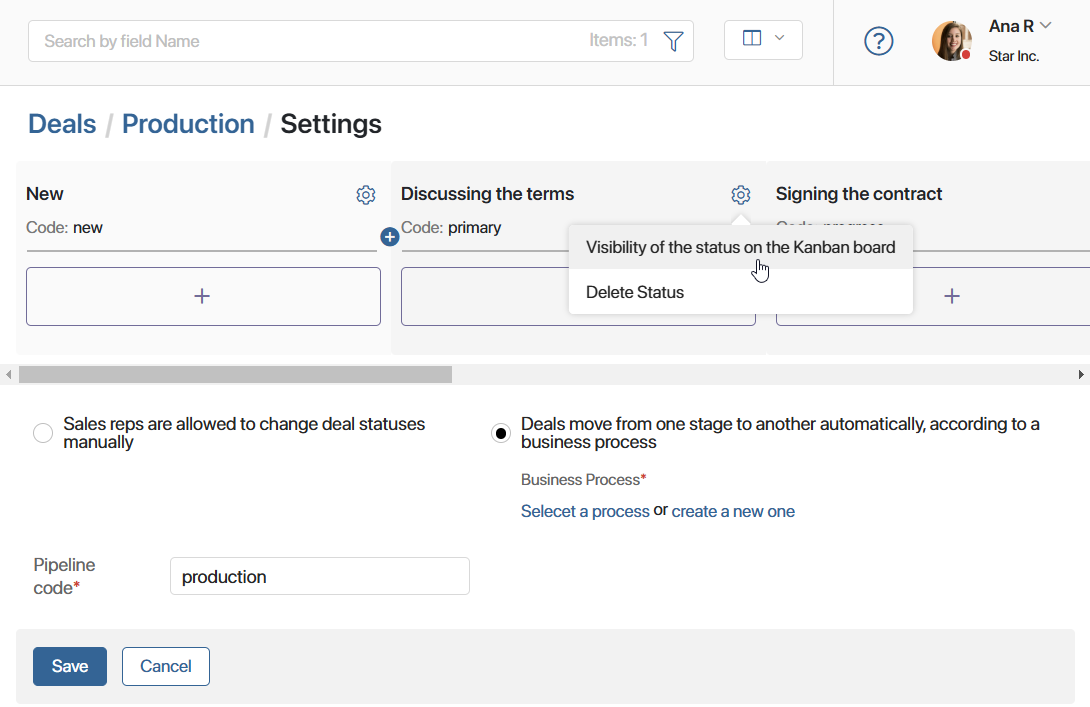 Search by field Name
Items: 1
?
Ana R
Star Inc.
Deals / Production / Settings
New
Discussing the terms
Signing the contract
Code: new
Code: primary
Visibility of the status on the Kanban board
Delete Status
Sales reps are allowed to change deal statuses
manually
Deals move from one stage to another automatically, according to a
business process
Business Process*
Selecet a process or create a new one
Pipeline
code*
production
Save
Cancel